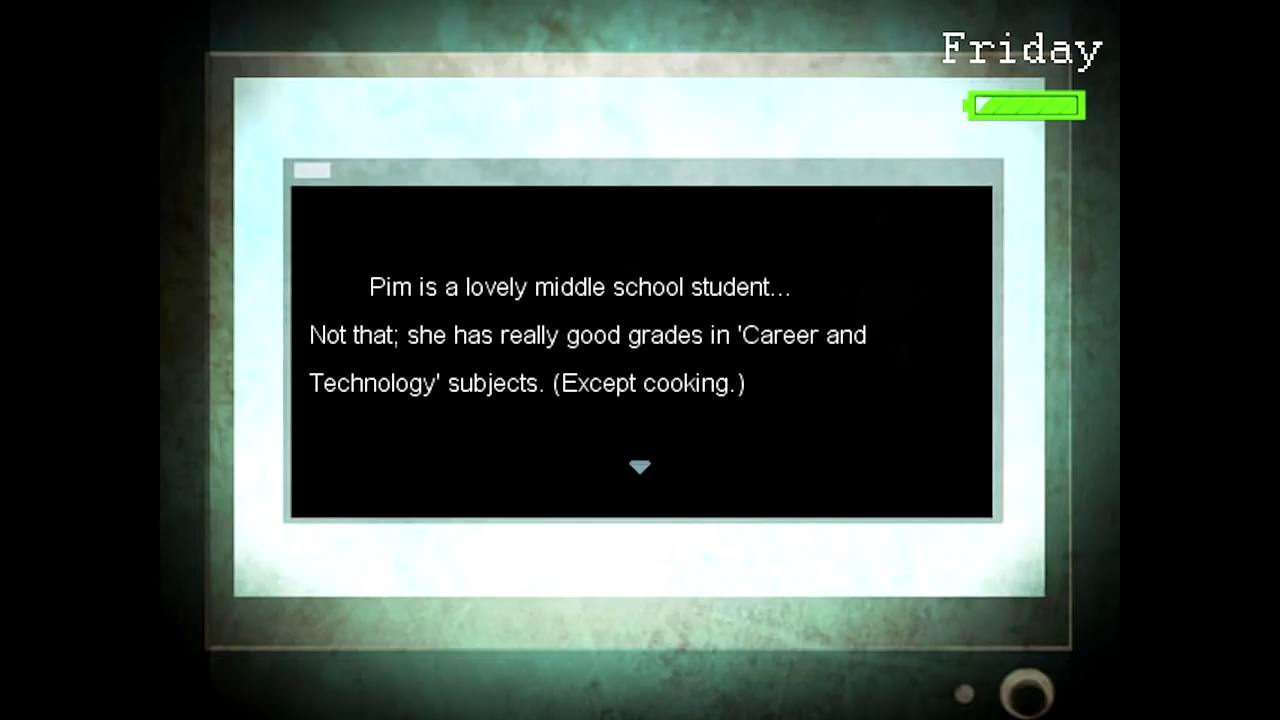 Friday
Pim is a lovely middle school student...
Not that; she has really good grades in 'Career and
Technology' subjects. (Except cooking.)